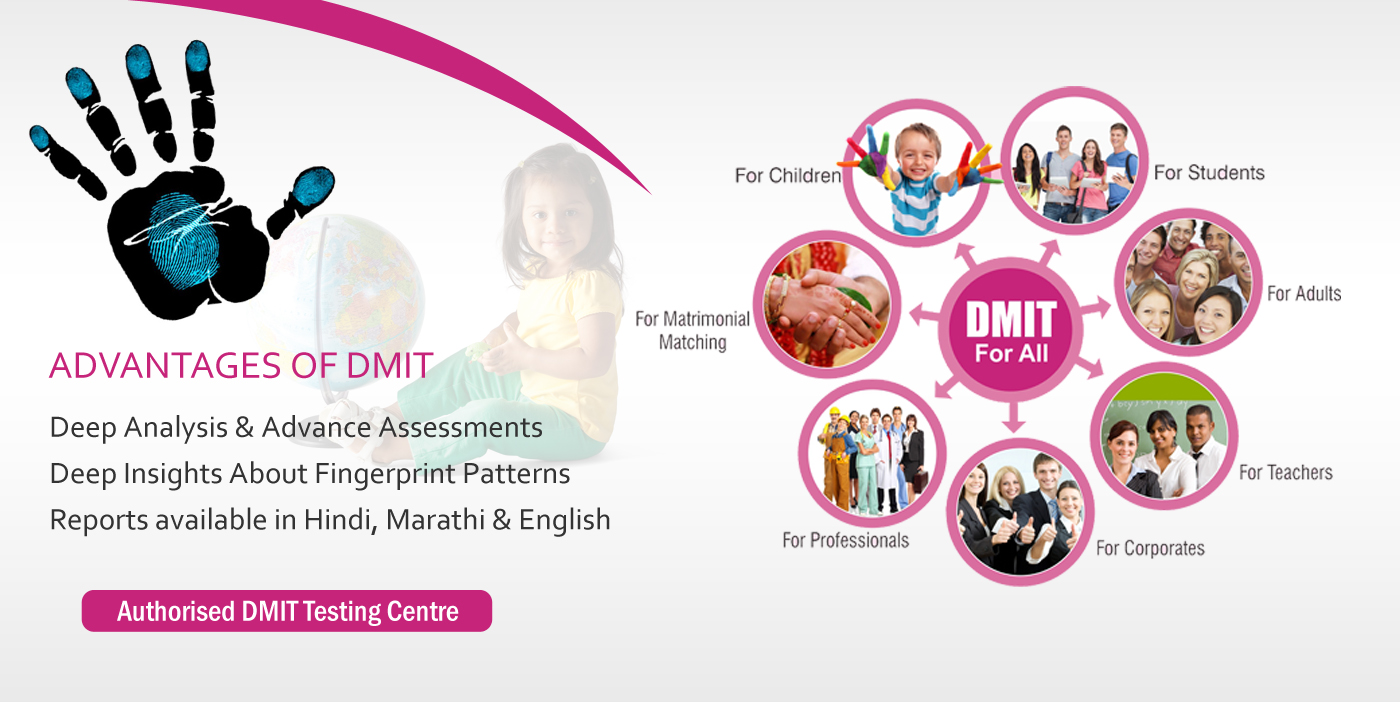 ADVANTAGES OF DMIT
Deep Analysis & Advance Assessments
Deep Insights About Fingerprint Patterns
Reports available in Hindi, Marathi & English
Authorised DMIT Testing Centre
For Children
For Students
For Adults
For Matrimonial
Matching
DMIT
For All
For Teachers
For Professionals
For Corporates